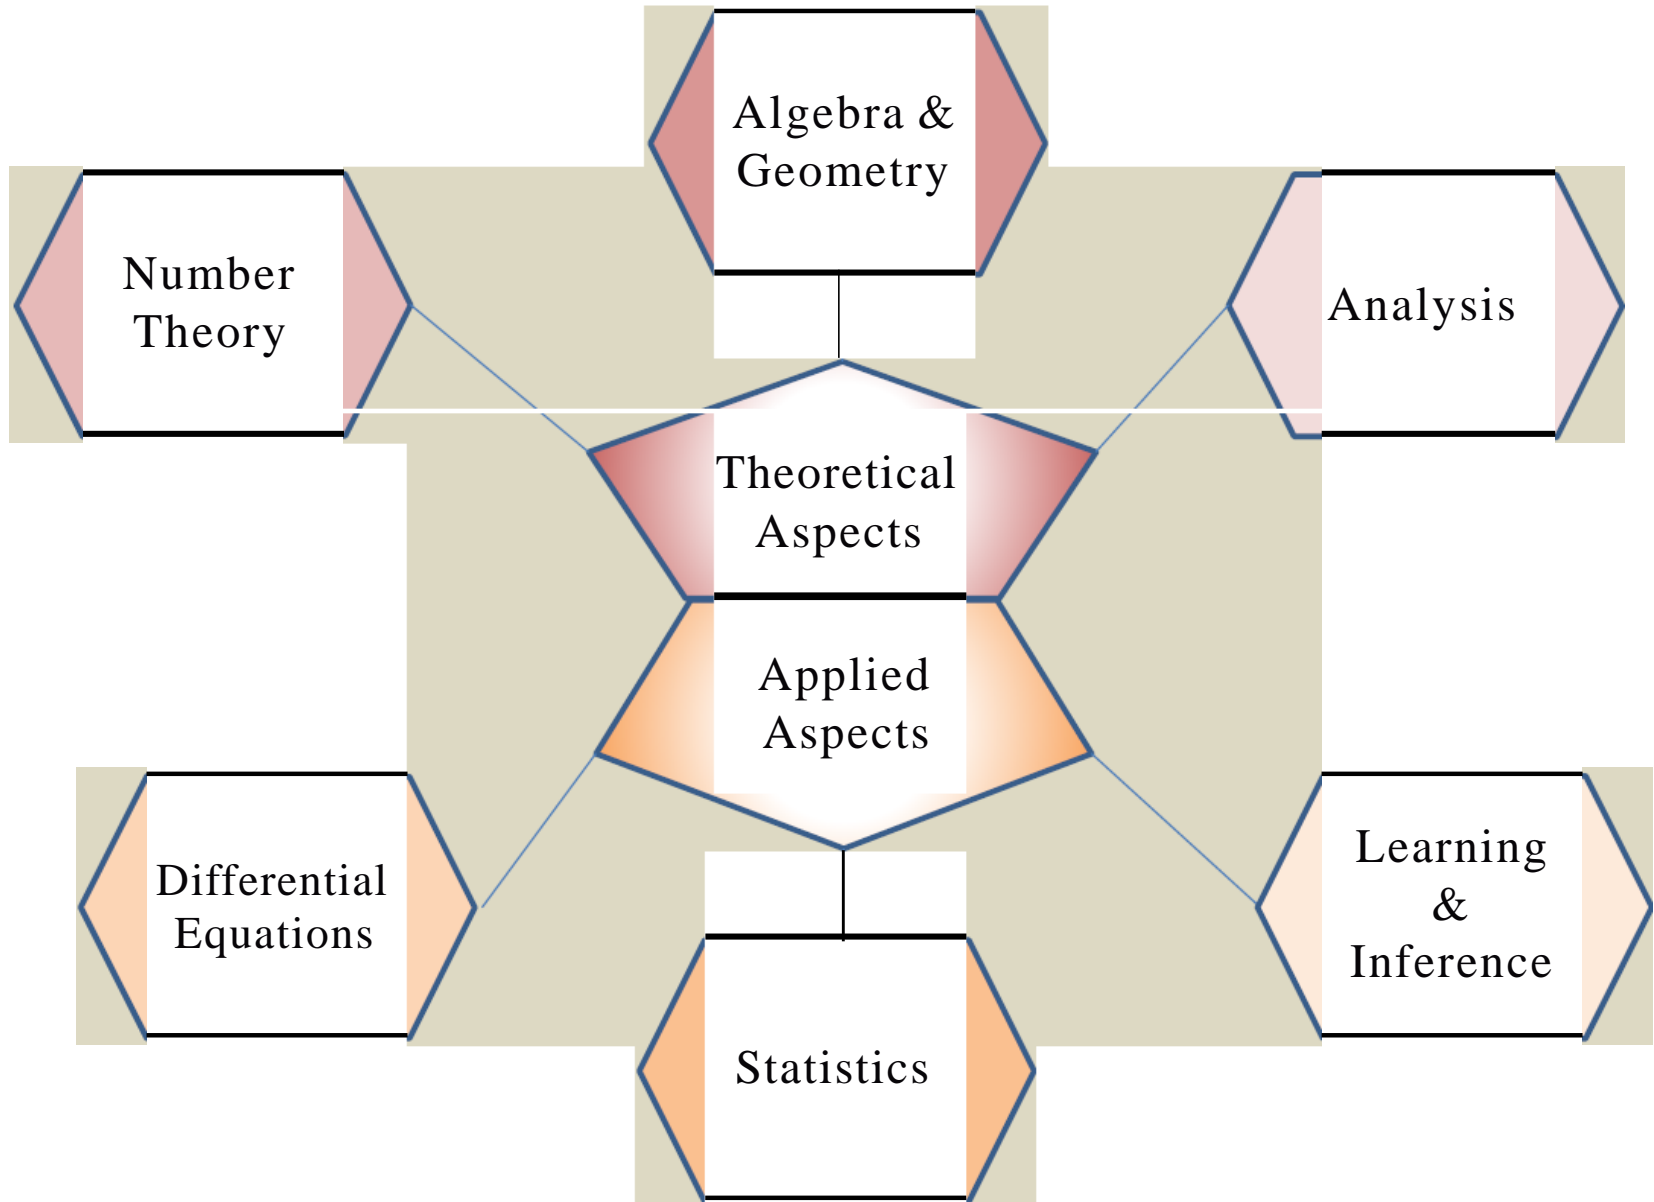 Algebra &
Geometry
Number
Theory
Analysis
Theoretical
Aspects
Applied
Aspects
Differential
Equations
Learning
&
Inference
Statistics